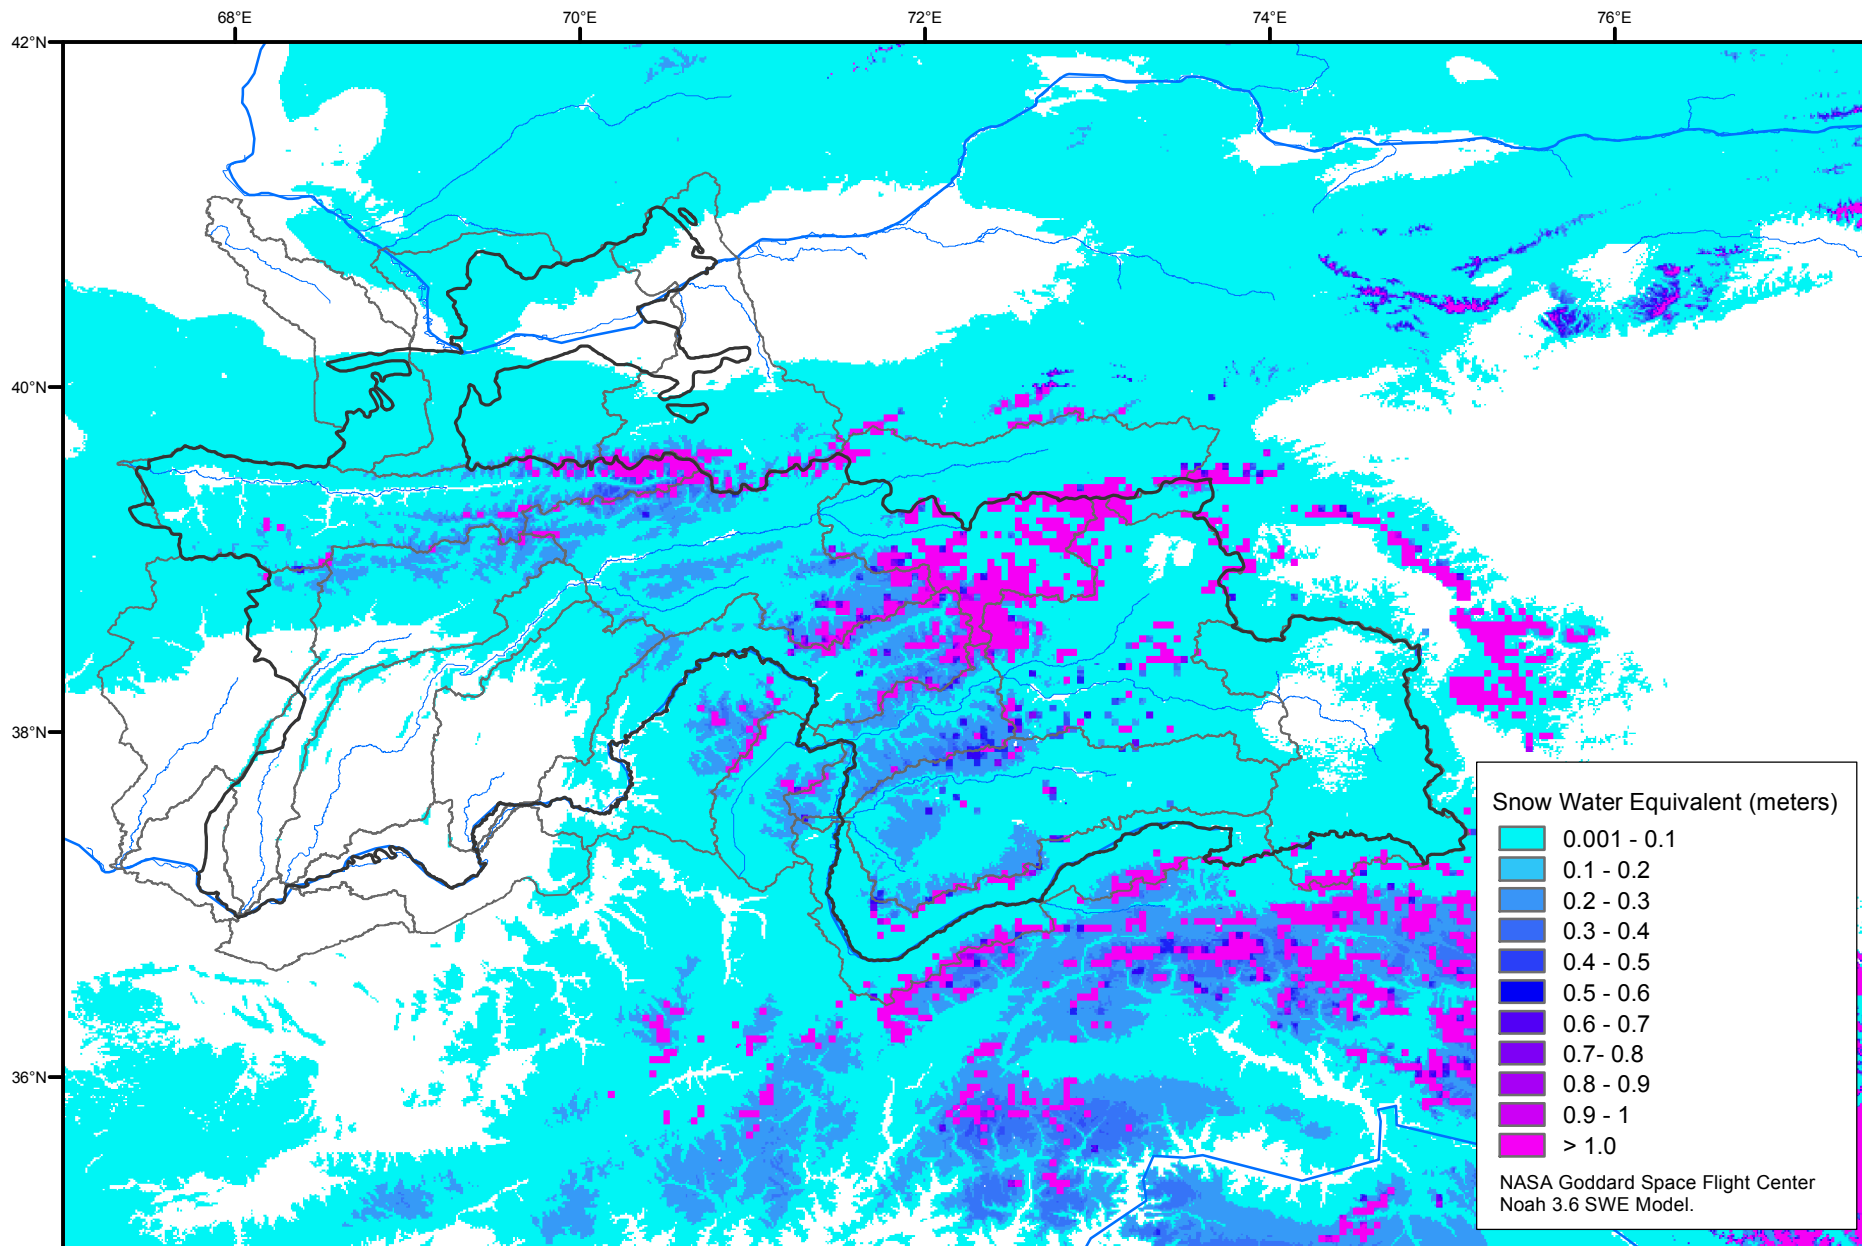 68°E 70°E 72°E 74°E 76°E
42°N
40°N
38°N
36°N
Snow Water Equivalent (meters)
0.001 - 0.1
0.1 - 0.2
0.2 - 0.3
0.3 - 0.4
0.4 - 0.5
0.5 - 0.6
0.6 - 0.7
0.7- 0.8
0.8 - 0.9
0.9 - 1
> 1.0
NASA Goddard Space Flight Center
Noah 3.6 SWE Model.